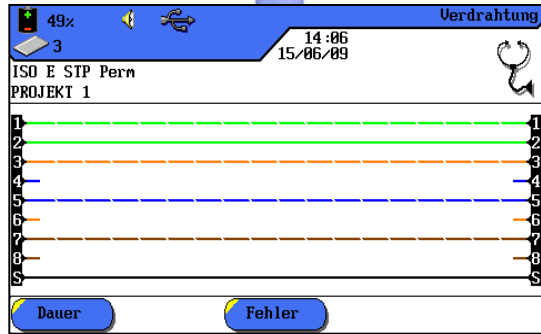 49% Verdrahtung
3 14:06
15/06/09
ISO E STP Perm
PROJEKT 1
1 1
2 2
3 3
4 4
5 5
6 6
7 7
8 8
S S
Dauer Fehler